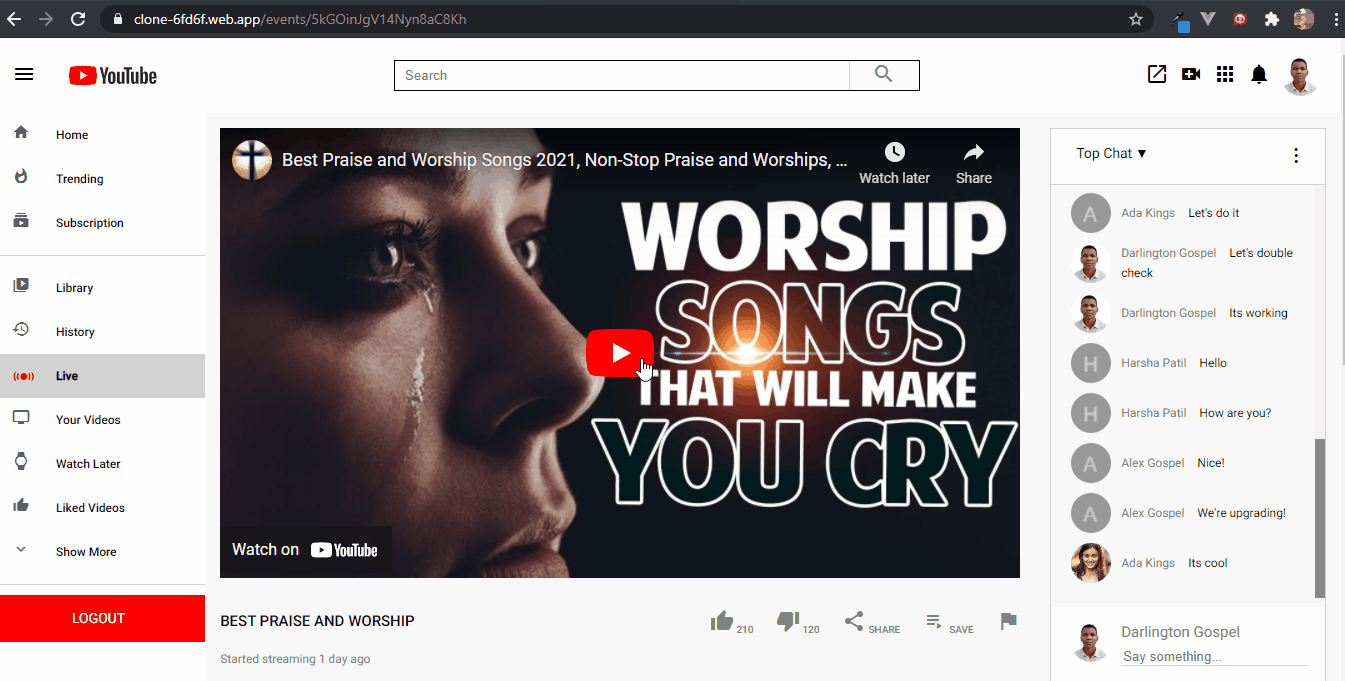 clone-6fd6f.web.app/events/5kGOinJgV14Nyn8aC8Kh
YouTube
Search
Home
Trending
Subscription
Library
History
Live
Your Videos
Watch Later
Liked Videos
Show More
LOGOUT
Best Praise and Worship Songs 2021, Non-Stop Praise and Worships, ...
Watch later
Share
WORSHIP
SONGS
THAT WILL MAKE
YOU CRY
Watch on YouTube
BEST PRAISE AND WORSHIP
210
120
SHARE
SAVE
Started streaming 1 day ago
Top Chat ▼
A Ada Kings Let's do it
Darlington Gospel Let's double
check
Darlington Gospel Its working
H Harsha Patil Hello
H Harsha Patil How are you?
A Alex Gospel Nice!
A Alex Gospel We're upgrading!
Ada Kings Its cool
Darlington Gospel
Say something...